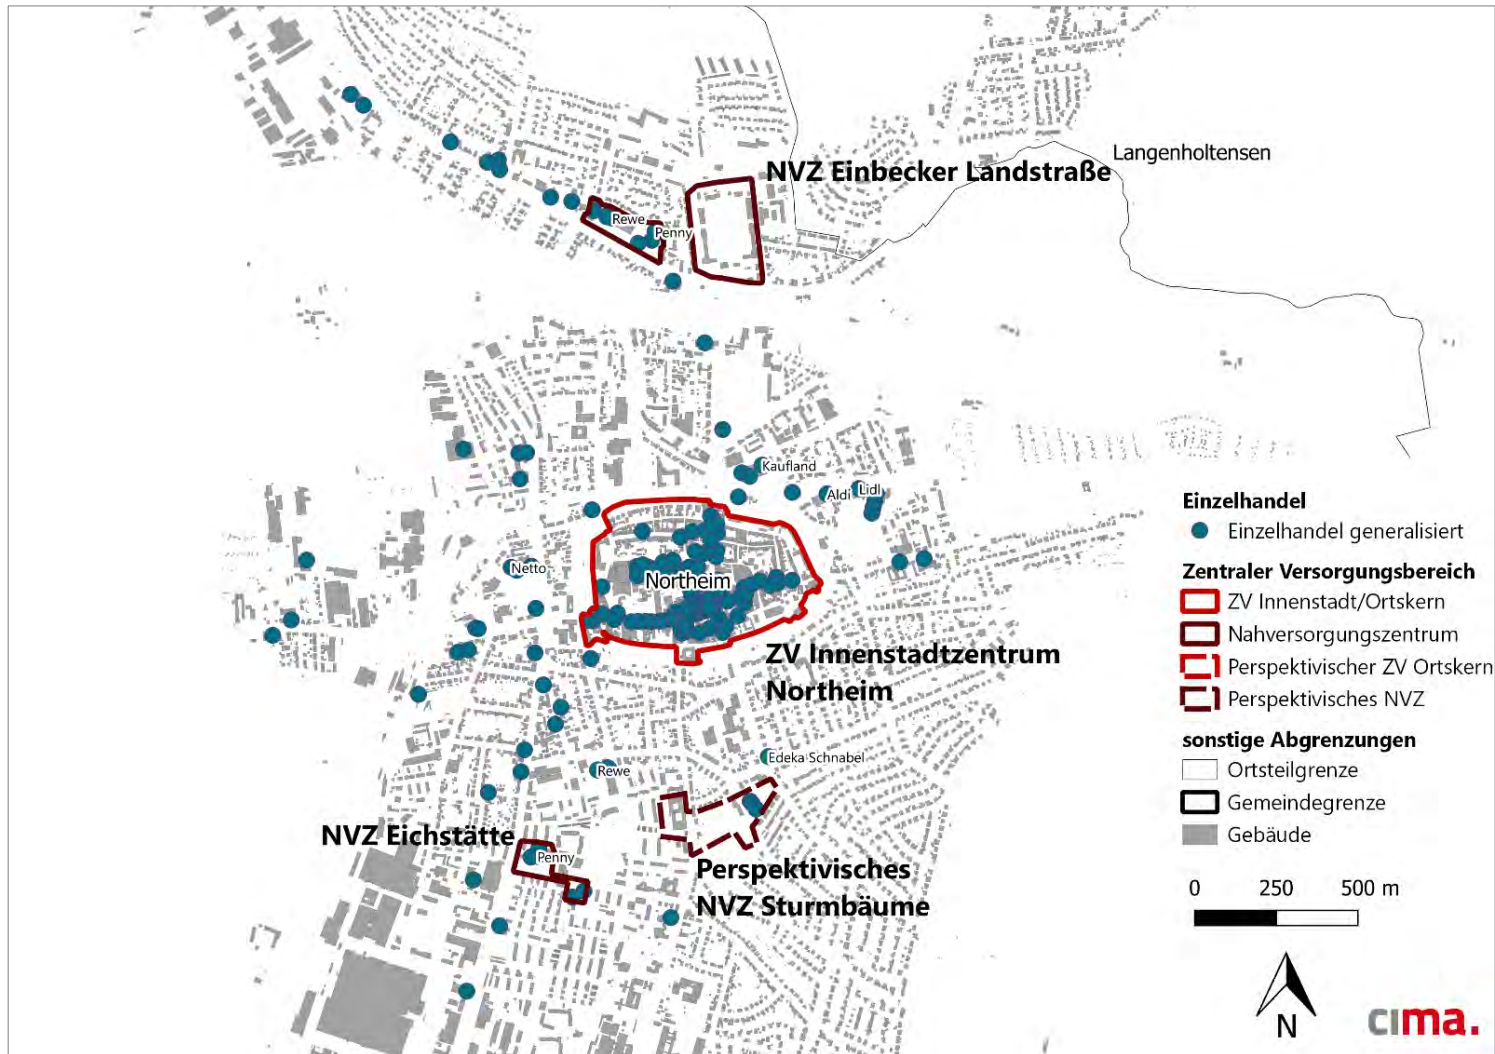 Langenholtensen
NVZ Einbecker Landstraße
Rewe
Penny
Kaufland
Aldi
Lidl
Netto
Northeim
ZV Innenstadtzentrum
Northeim
Edeka Schnabel
Rewe
NVZ Eichstätte
Penny
Perspektivisches
NVZ Sturmbäume
Einzelhandel
Einzelhandel generalisiert
Zentraler Versorgungsbereich
ZV Innenstadt/Ortskern
Nahversorgungszentrum
Perspektivischer ZV Ortskern
Perspektivisches NVZ
sonstige Abgrenzungen
Ortsteilgrenze
Gemeindegrenze
Gebäude
0 250 500 m
N
cima.